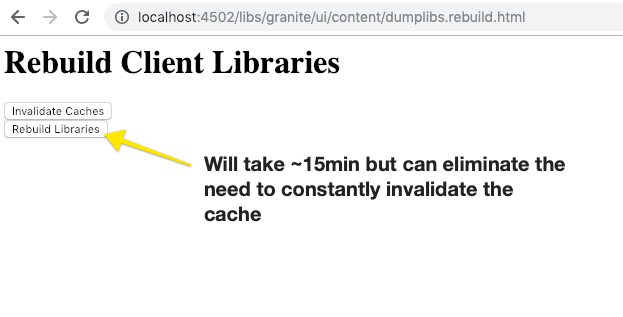 localhost:4502/libs/granite/ui/content/dumplibs.rebuild.html
Rebuild Client Libraries
Invalidate Caches
Rebuild Libraries
Will take ~15min but can eliminate the
need to constantly invalidate the
cache